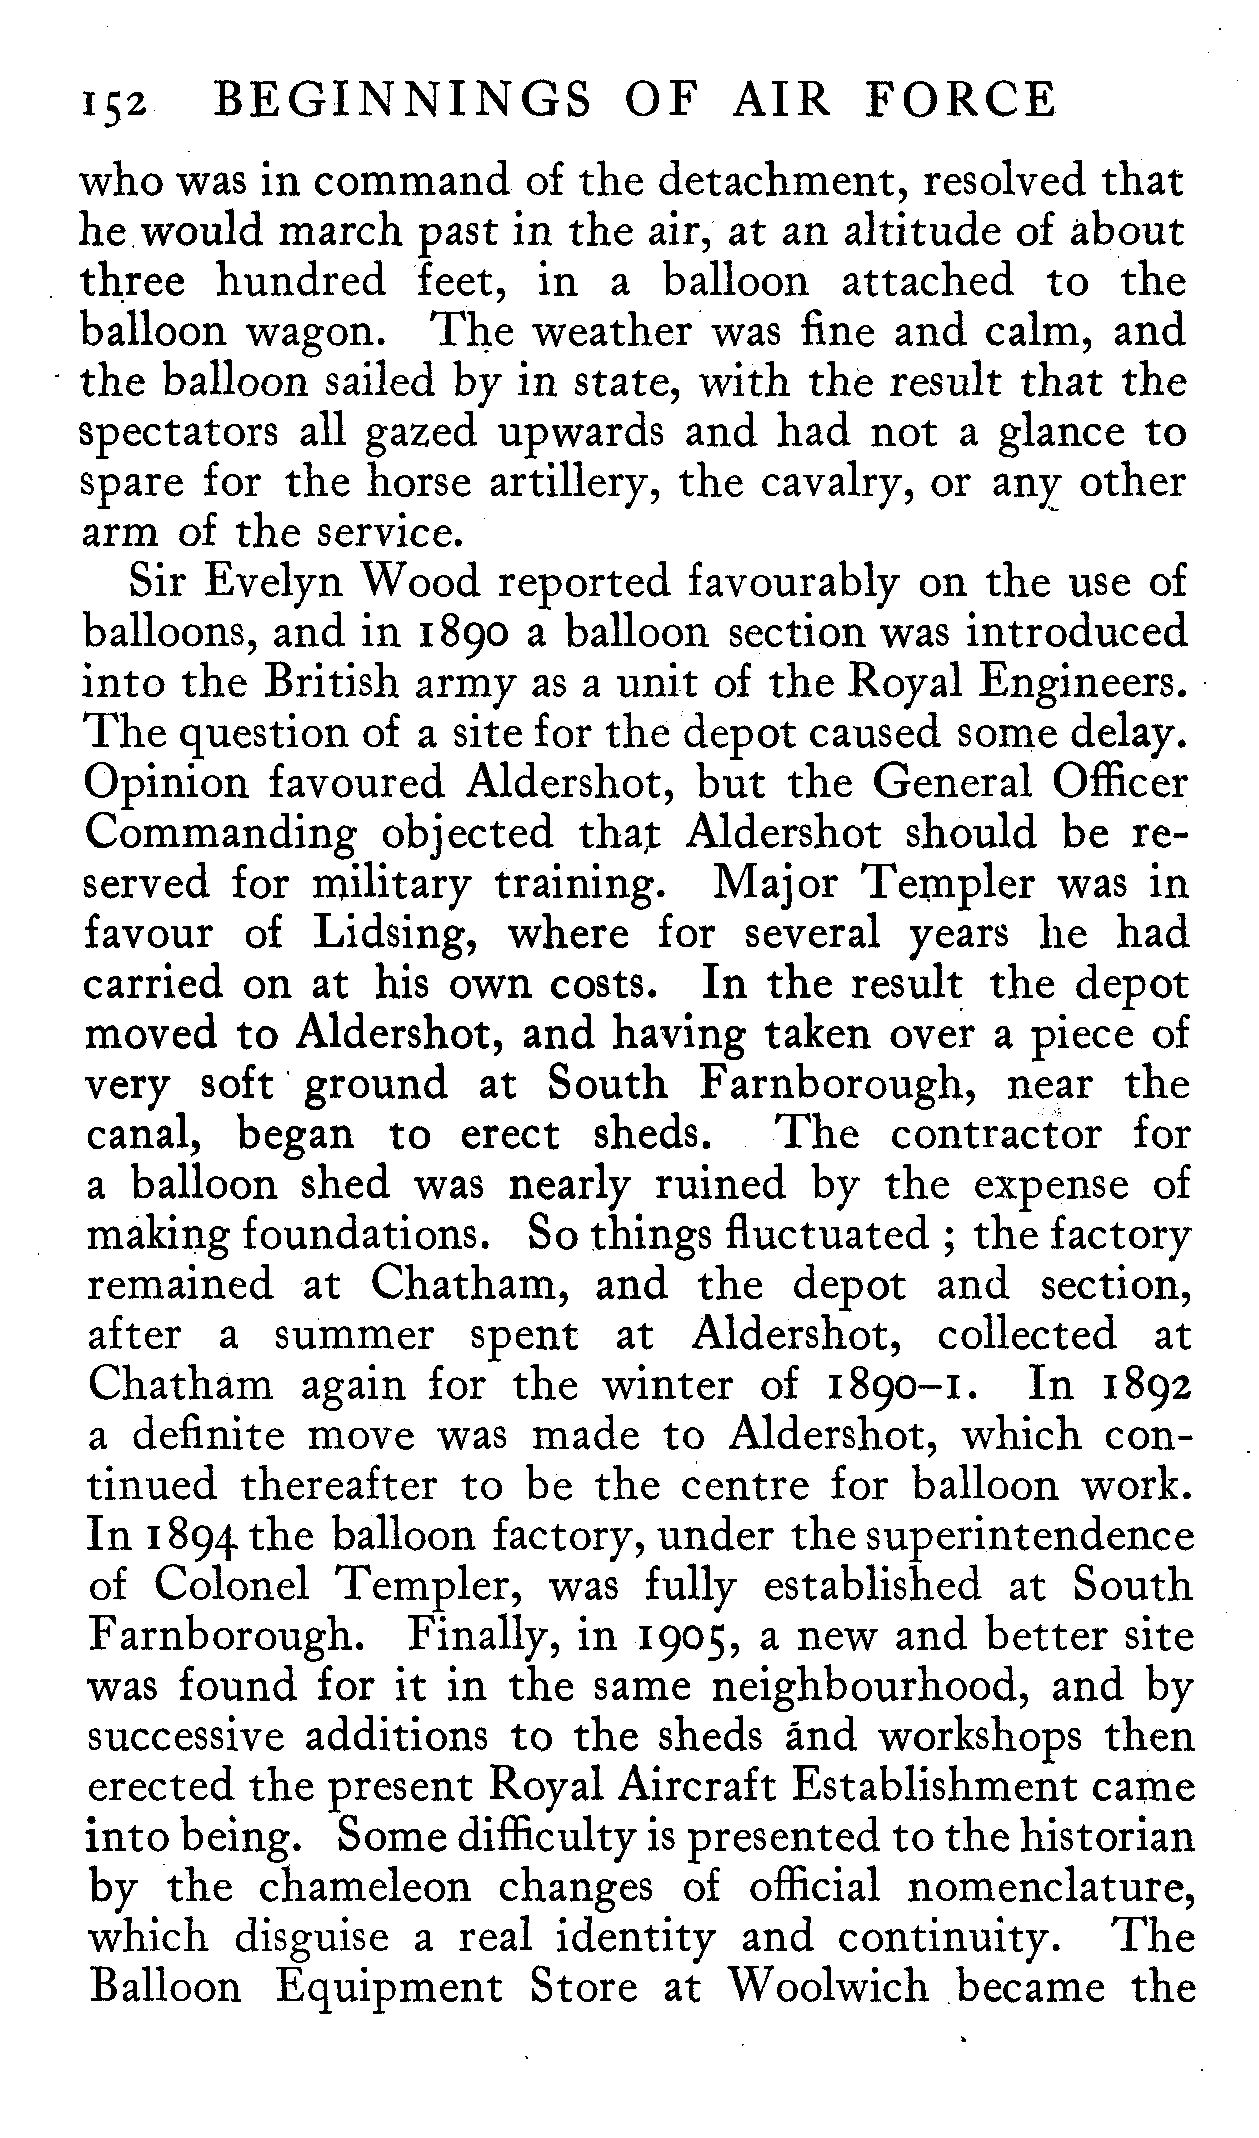 152 BEGINNINGS OF AIR FORCE
who was in command of the detachment, resolved that
he would march past in the air, at an altitude of about
three hundred feet, in a balloon attached to the
balloon wagon. The weather was fine and calm, and
the balloon sailed by in state, with the result that the
spectators all gazed upwards and had not a glance to
spare for the horse artillery, the cavalry, or any other
arm of the service.
Sir Evelyn Wood reported favourably on the use of
balloons, and in 1890 a balloon section was introduced
into the British army as a unit of the Royal Engineers.
The question of a site for the depot caused some delay.
Opinion favoured Aldershot, but the General Officer
Commanding objected that Aldershot should be re-
served for military training. Major Templer was in
favour of Lidsing, where for several years he had
carried on at his own costs. In the result the depot
moved to Aldershot, and having taken over a piece of
very soft ground at South Farnborough, near the
canal, began to erect sheds. The contractor for
a balloon shed was nearly ruined by the expense of
making foundations. So things fluctuated ; the factory
remained at Chatham, and the depot and section,
after a summer spent at Aldershot, collected at
Chatham again for the winter of 1890–1. In 1892
a definite move was made to Aldershot, which con-
tinued thereafter to be the centre for balloon work.
In 1894 the balloon factory, under the superintendence
of Colonel Templer, was fully established at South
Farnborough. Finally, in 1905, a new and better site
was found for it in the same neighbourhood, and by
successive additions to the sheds and workshops then
erected the present Royal Aircraft Establishment came
into being. Some difficulty is presented to the historian
by the chameleon changes of official nomenclature,
which disguise a real identity and continuity. The
Balloon Equipment Store at Woolwich became the